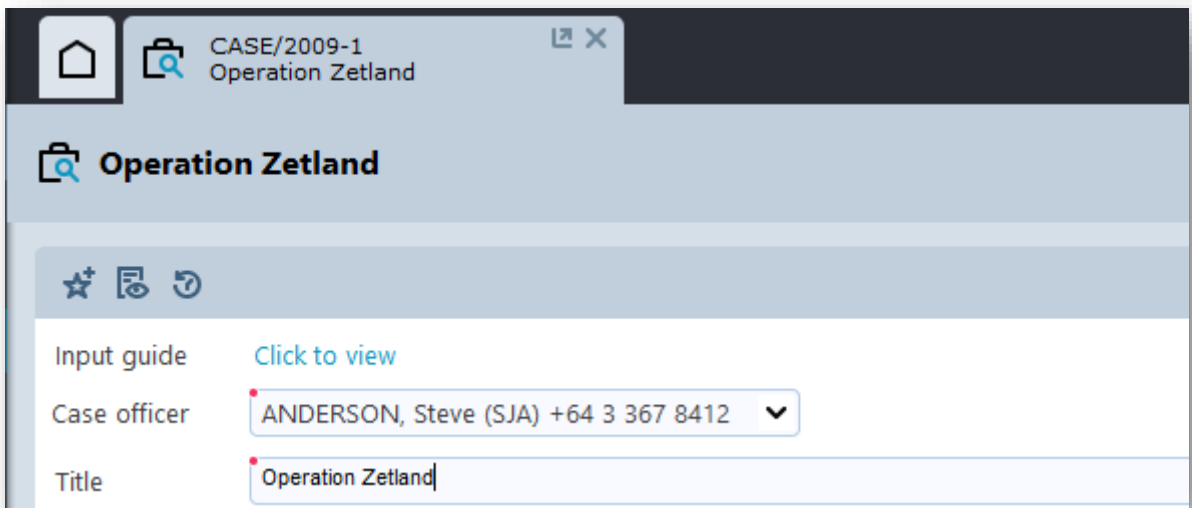 CASE/2009-1
Operation Zetland
Operation Zetland
Input guide Click to view
Case officer ANDERSON, Steve (SJA) +64 3 367 8412
Title Operation Zetland